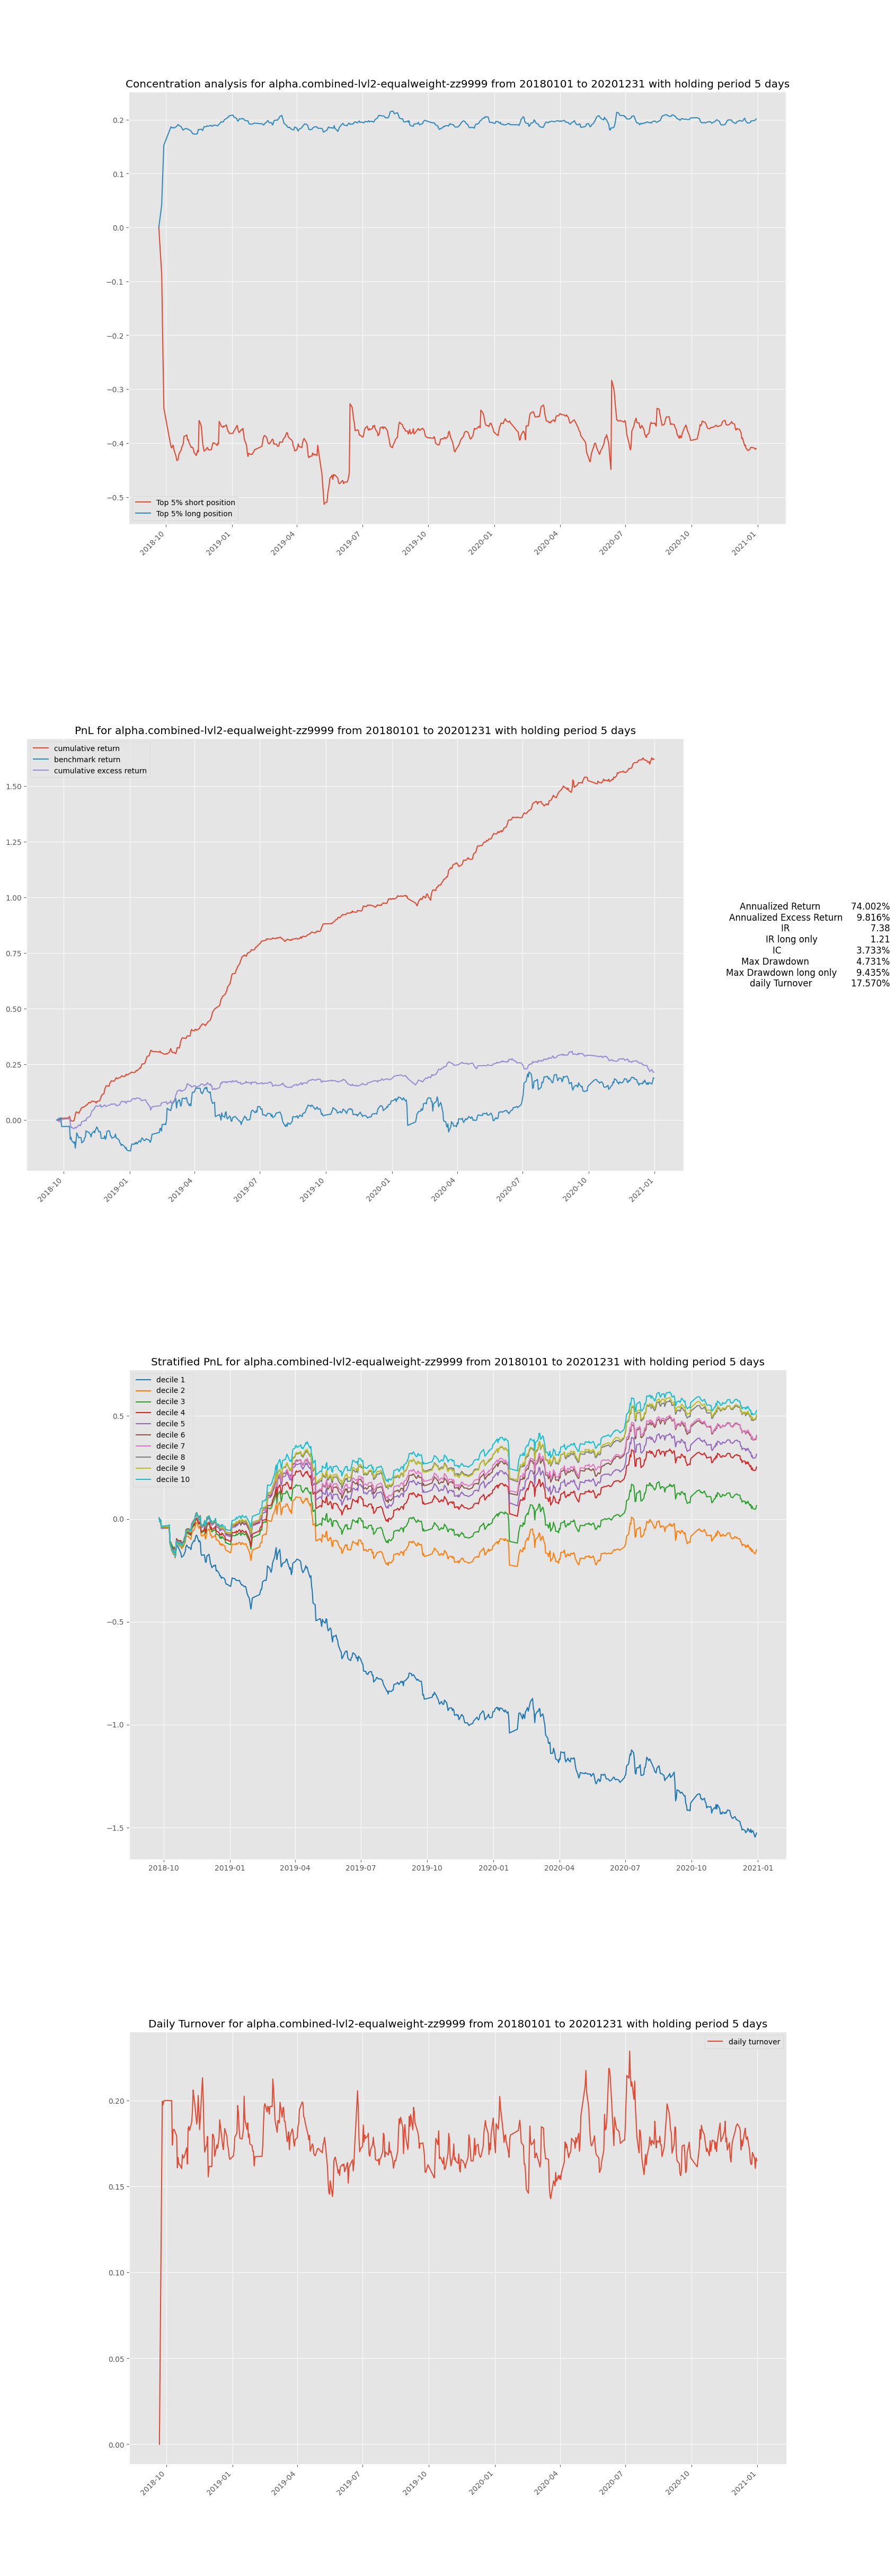 Concentration analysis for alpha.combined-lvl2-equalweight-zz9999 from 20180101 to 20201231 with holding period 5 days
0.2
0.1
0.0
−0.1
−0.2
−0.3
−0.4
−0.5
Top 5% short position
Top 5% long position
2018-10 2019-01 2019-04 2019-07 2019-10 2020-01 2020-04 2020-07 2020-10 2021-01
PnL for alpha.combined-lvl2-equalweight-zz9999 from 20180101 to 20201231 with holding period 5 days
cumulative return
benchmark return
cumulative excess return
1.50
1.25
1.00
0.75
0.50
0.25
0.00
2018-10 2019-01 2019-04 2019-07 2019-10 2020-01 2020-04 2020-07 2020-10 2021-01
Annualized Return 74.002%
Annualized Excess Return 9.816%
IR 7.38
IR long only 1.21
IC 3.733%
Max Drawdown 4.731%
Max Drawdown long only 9.435%
daily Turnover 17.570%
Stratified PnL for alpha.combined-lvl2-equalweight-zz9999 from 20180101 to 20201231 with holding period 5 days
decile 1
decile 2
decile 3
decile 4
decile 5
decile 6
decile 7
decile 8
decile 9
decile 10
0.5
0.0
−0.5
−1.0
−1.5
2018-10 2019-01 2019-04 2019-07 2019-10 2020-01 2020-04 2020-07 2020-10 2021-01
Daily Turnover for alpha.combined-lvl2-equalweight-zz9999 from 20180101 to 20201231 with holding period 5 days
daily turnover
0.20
0.15
0.10
0.05
0.00
2018-10 2019-01 2019-04 2019-07 2019-10 2020-01 2020-04 2020-07 2020-10 2021-01